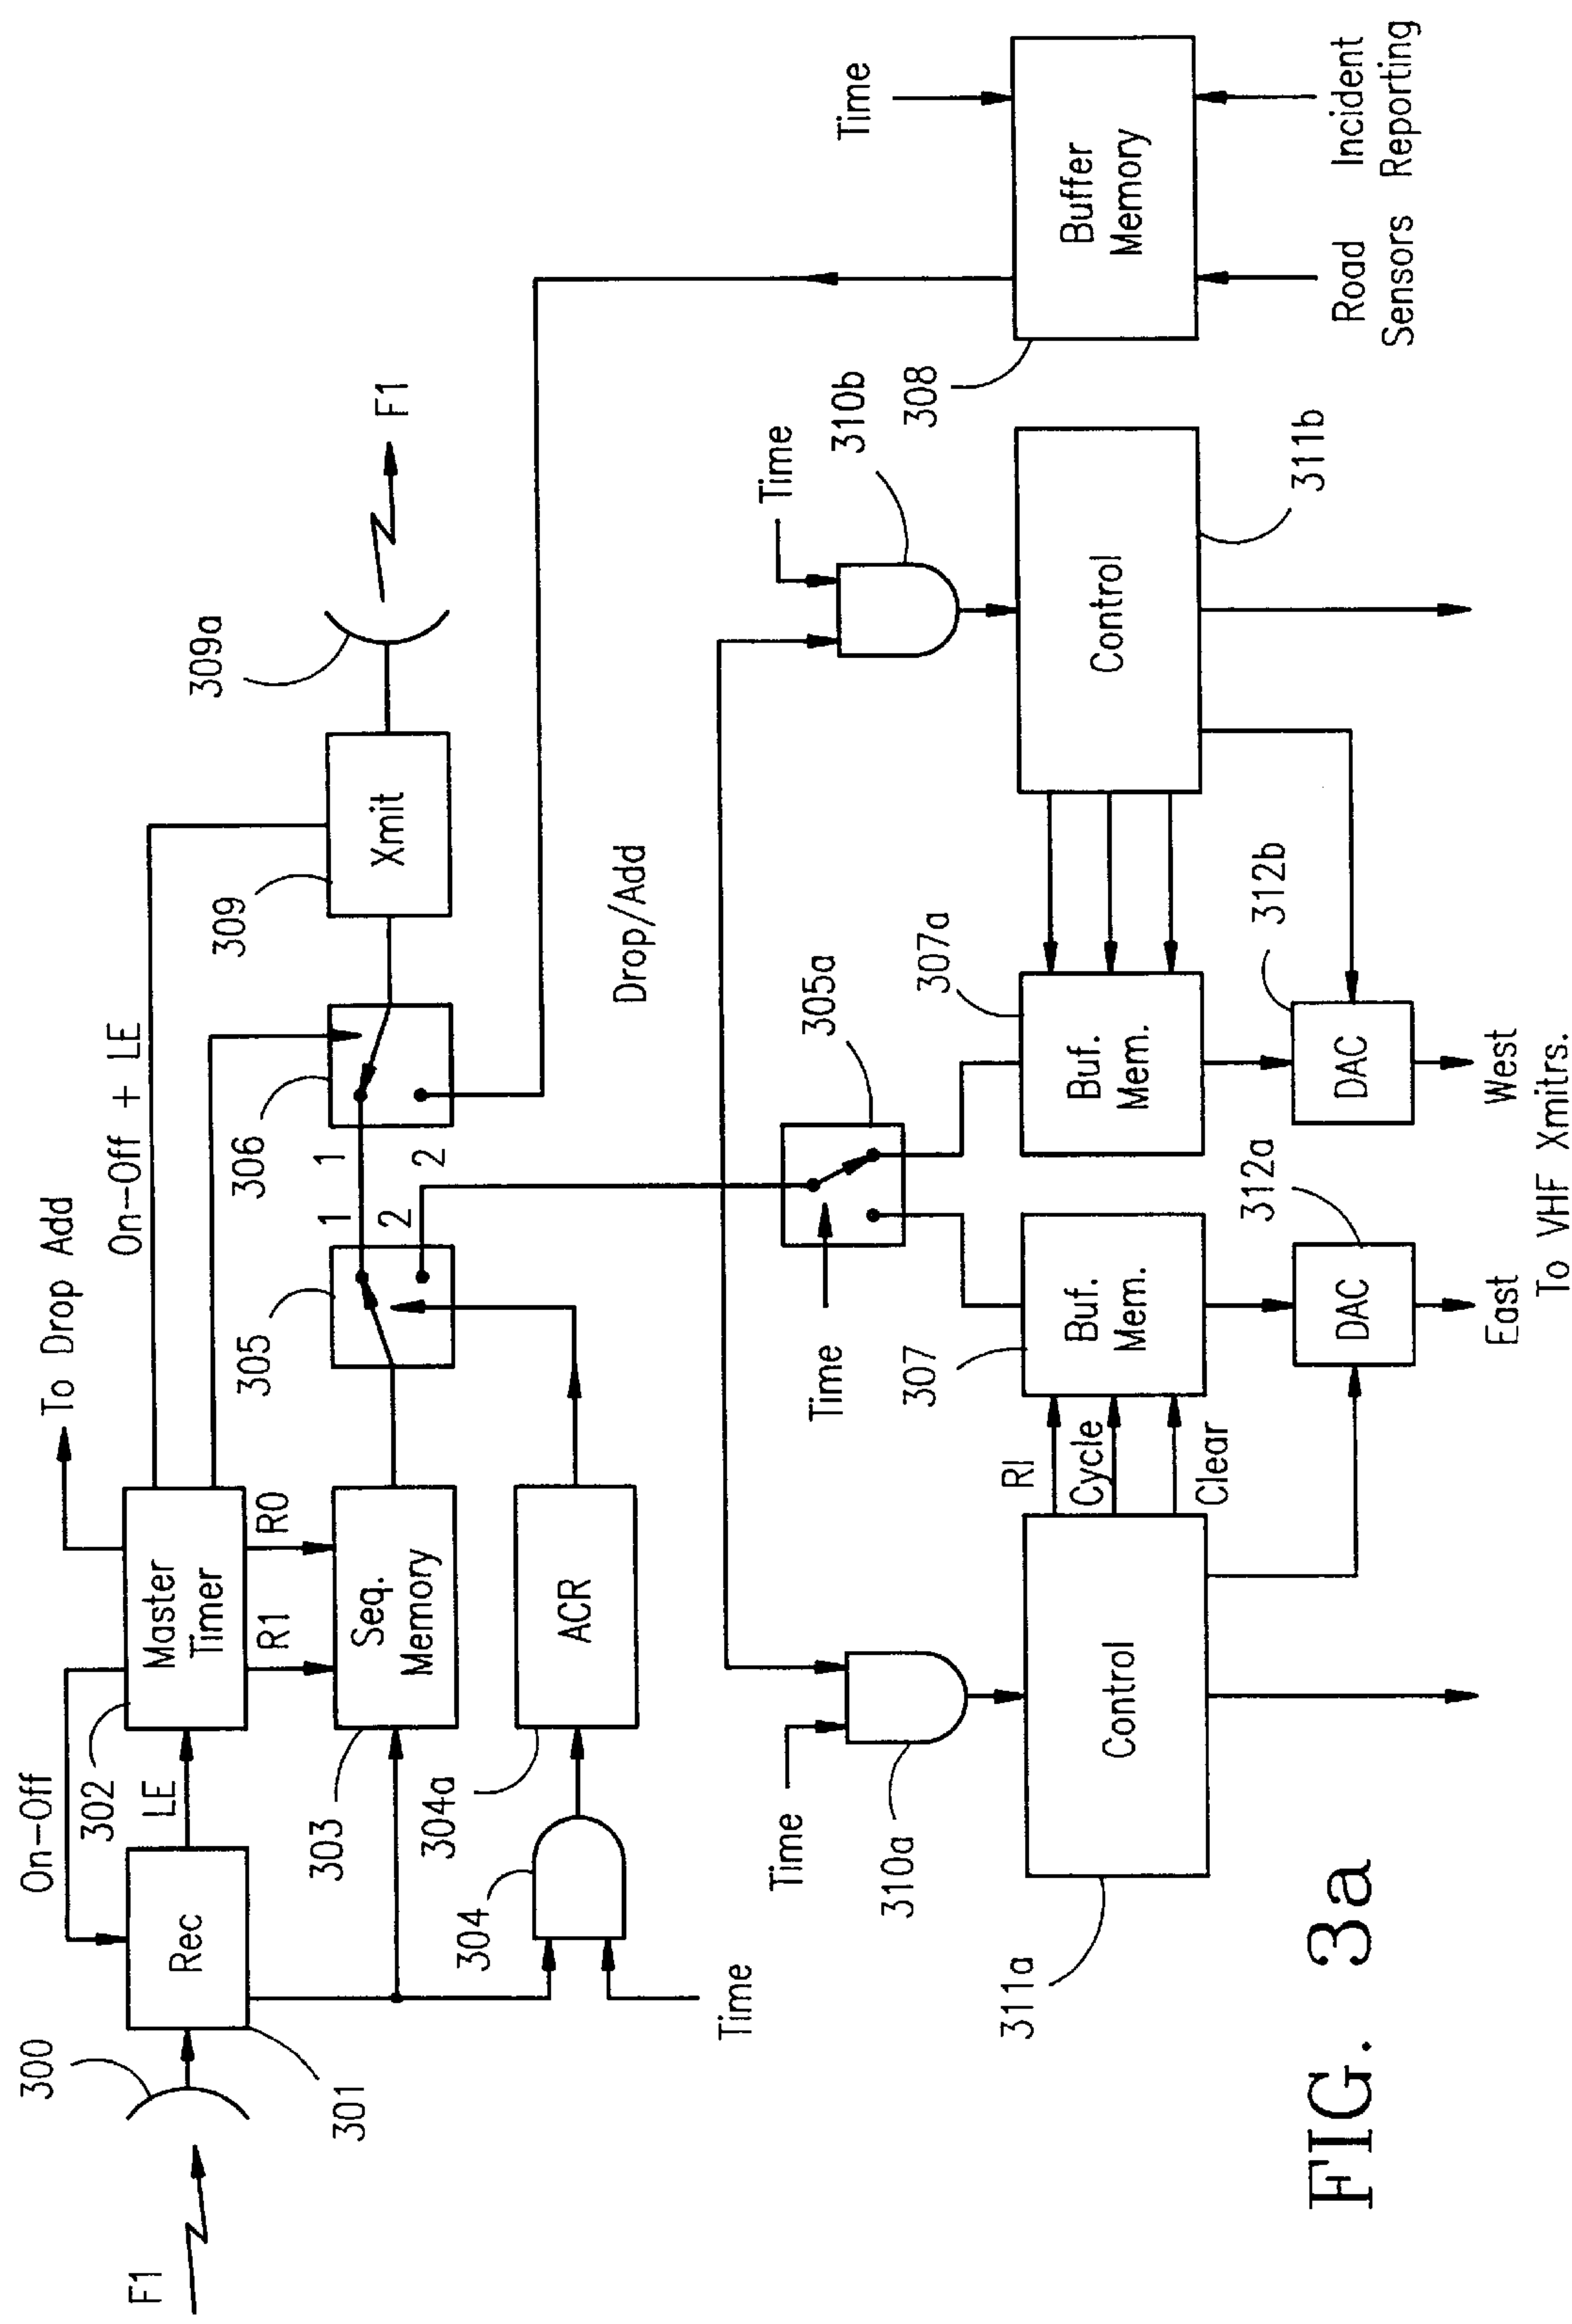 F1
300
301
Rec
On-Off
LE
302
Master
Timer
To Drop Add
On-Off + LE
R1
R0
303
Seq.
Memory
304
304a
ACR
Time
305
1
2
306
1
2
309
Xmit
309a
F1
Drop/Add
Time
310a
311a
Control
RI
Cycle
Clear
307
Buf.
Mem.
Time
305a
307a
Buf.
Mem.
312a
DAC
312b
DAC
East
West
To VHF Xmitrs.
Time
310b
Control
311b
308
Buffer
Memory
Time
Road
Sensors
Incident
Reporting
FIG. 3a